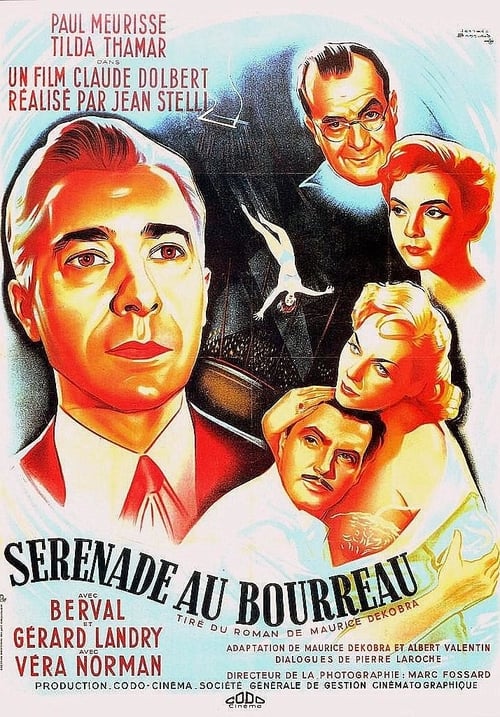 PAUL MEURISSE
TILDA THAMAR
DANS
UN FILM CLAUDE DOLBERT
RÉALISÉ PAR JEAN STELLI
SERENADE AU BOURREAU
TIRÉ DU ROMAN DE MAURICE DEKOBRA
AVEC
BERVAL
ET
GÉRARD LANDRY
AVEC
VÉRA NORMAN
ADAPTATION DE MAURICE DEKOBRA ET ALBERT VALENTIN
DIALOGUES DE PIERRE LAROCHE
DIRECTEUR DE LA PHOTOGRAPHIE: MARC FOSSARD
PRODUCTION. CODO-CINÉMA. SOCIÉTÉ GÉNÉRALE DE GESTION CINÉMATOGRAPHIQUE
CODO
Cinéma